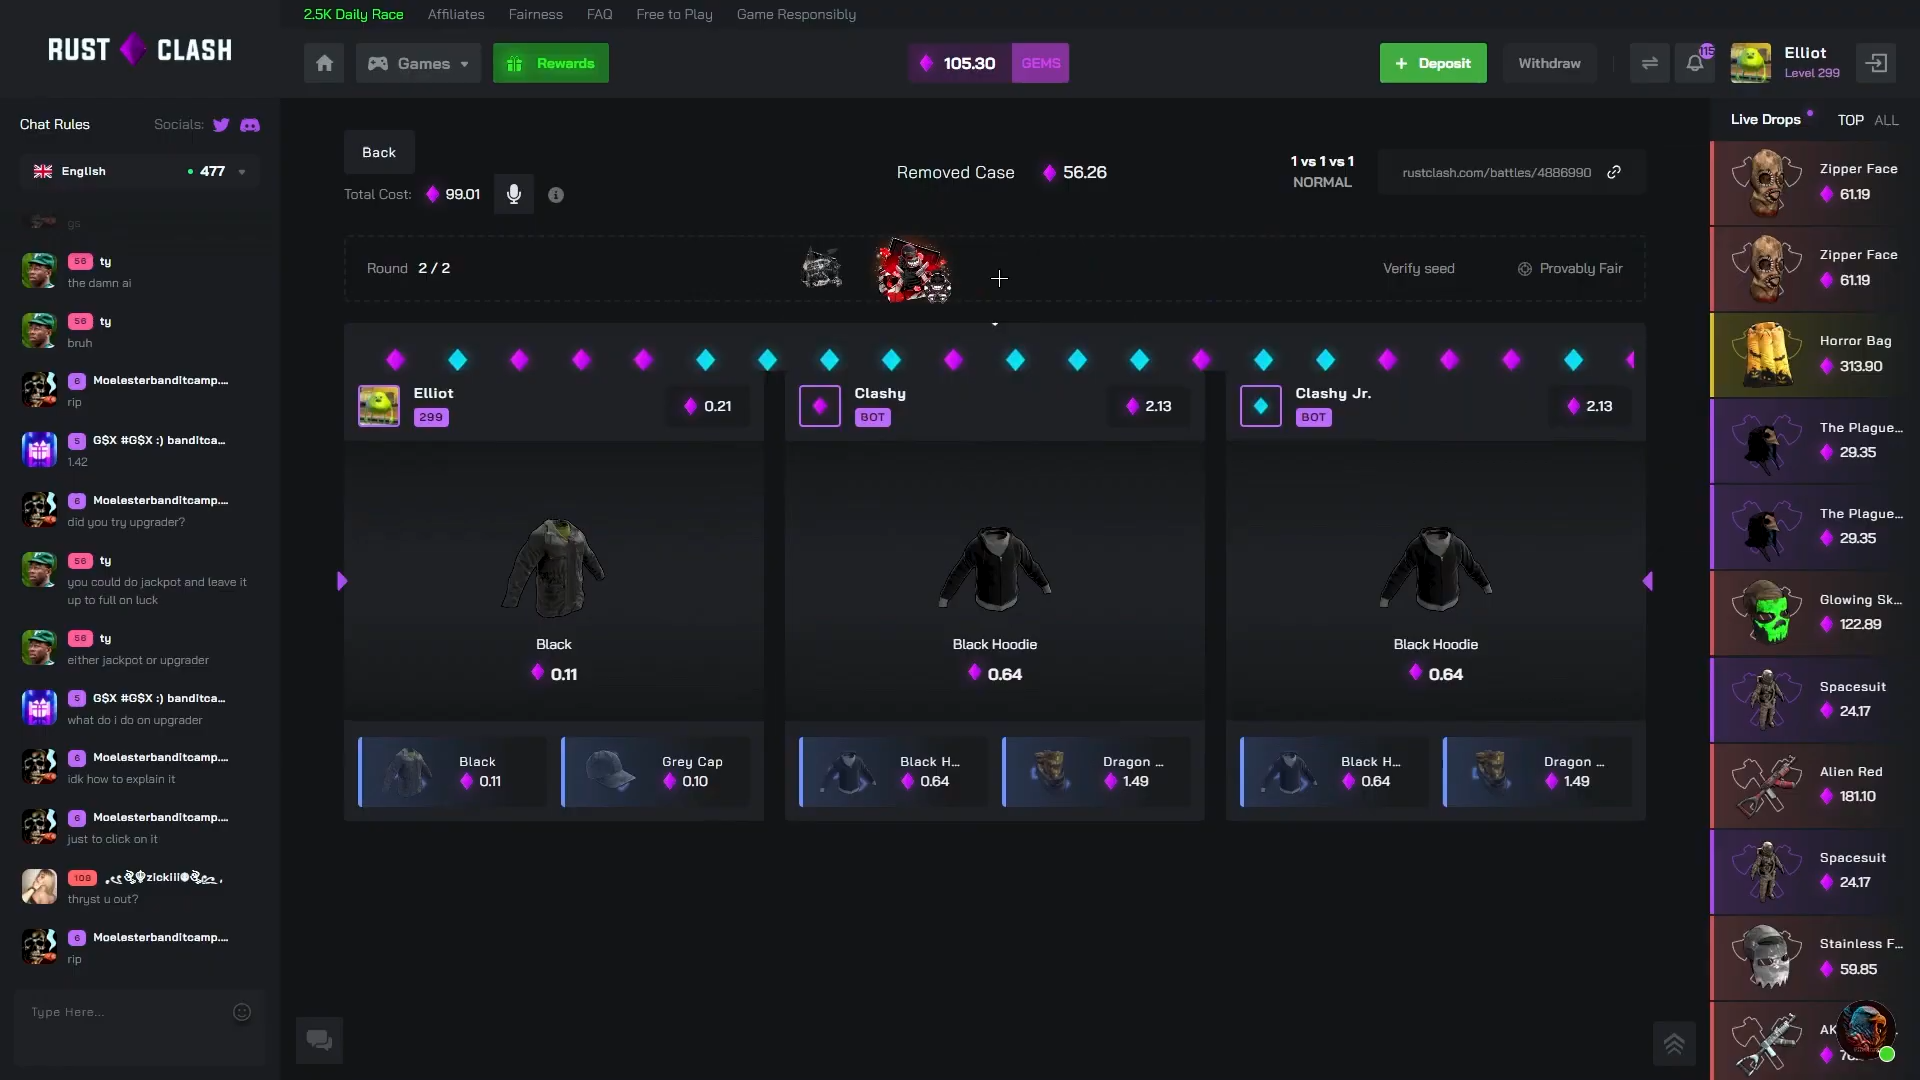 2.5K Daily Race
Affiliates
Fairness
FAQ
Free to Play
Game Responsibly
RUST CLASH
Games
Rewards
105.30
GEMS
Deposit
Withdraw
115
Elliot
Level 299
Chat Rules
Socials:
English
477
gs
56 ty
the damn ai
56 ty
bruh
6 Moelesterbanditcamp....
rip
5 G$X #G$X :) banditca...
1.42
6 Moelesterbanditcamp....
did you try upgrader?
56 ty
you could do jackpot and leave it
up to full on luck
56 ty
either jackpot or upgrader
5 G$X #G$X :) banditca...
what do i do on upgrader
6 Moelesterbanditcamp....
idk how to explain it
6 Moelesterbanditcamp....
just to click on it
109
thryst u out?
6 Moelesterbanditcamp....
rip
Type Here...
Back
Total Cost: 99.01
Removed Case 56.26
1 vs 1 vs 1
NORMAL
rustclash.com/battles/4886990
Round 2 / 2
Verify seed
Provably Fair
Elliot
299
0.21
Black
0.11
Black
0.11
Grey Cap
0.10
Clashy
BOT
2.13
Black Hoodie
0.64
Black H...
0.64
Dragon ...
1.49
Clashy Jr.
BOT
2.13
Black Hoodie
0.64
Black H...
0.64
Dragon ...
1.49
Live Drops
TOP ALL
Zipper Face
61.19
Zipper Face
61.19
Horror Bag
313.90
The Plague...
29.35
The Plague...
29.35
Glowing Sk...
122.89
Spacesuit
24.17
Alien Red
181.10
Spacesuit
24.17
Stainless F...
59.85